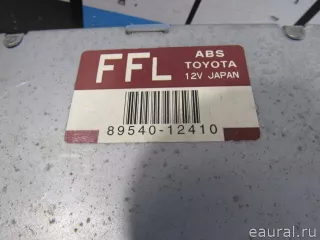 FFL
ABS
TOYOTA
12V JAPAN
89540-12410
eaural.ru